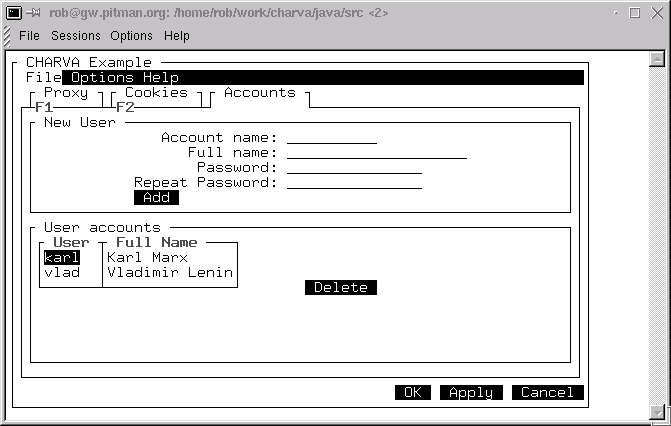 rob@gw.pitman.org: /home/rob/work/charva/java/src <2>
File Sessions Options Help
CHARVA Example
File Options Help
Proxy Cookies Accounts
F1 F2
New User
Account name:
Full name:
Password:
Repeat Password:
Add
User accounts
User Full Name
karl Karl Marx
vlad Vladimir Lenin
Delete
OK Apply Cancel